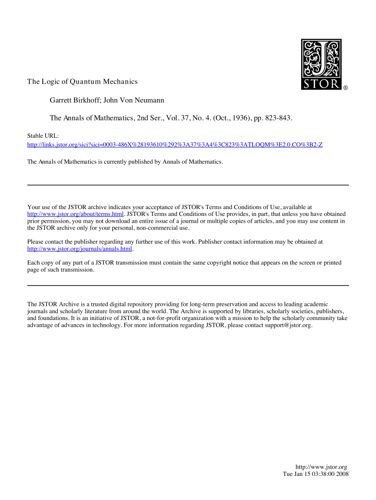 JSTOR ®
The Logic of Quantum Mechanics
Garrett Birkhoff; John Von Neumann
The Annals of Mathematics, 2nd Ser., Vol. 37, No. 4. (Oct., 1936), pp. 823-843.
Stable URL:
http://links.jstor.org/sici?sici=0003-486X%28193610%292%3A37%3A4%3C823%3ATLOQM%3E2.0.CO%3B2-Z
The Annals of Mathematics is currently published by Annals of Mathematics.
Your use of the JSTOR archive indicates your acceptance of JSTOR's Terms and Conditions of Use, available at
http://www.jstor.org/about/terms.html. JSTOR's Terms and Conditions of Use provides, in part, that unless you have obtained
prior permission, you may not download an entire issue of a journal or multiple copies of articles, and you may use content in
the JSTOR archive only for your personal, non-commercial use.
Please contact the publisher regarding any further use of this work. Publisher contact information may be obtained at
http://www.jstor.org/journals/annals.html.
Each copy of any part of a JSTOR transmission must contain the same copyright notice that appears on the screen or printed
page of such transmission.
The JSTOR Archive is a trusted digital repository providing for long-term preservation and access to leading academic
journals and scholarly literature from around the world. The Archive is supported by libraries, scholarly societies, publishers,
and foundations. It is an initiative of JSTOR, a not-for-profit organization with a mission to help the scholarly community take
advantage of advances in technology. For more information regarding JSTOR, please contact support@jstor.org.
http://www.jstor.org
Tue Jan 15 03:38:00 2008